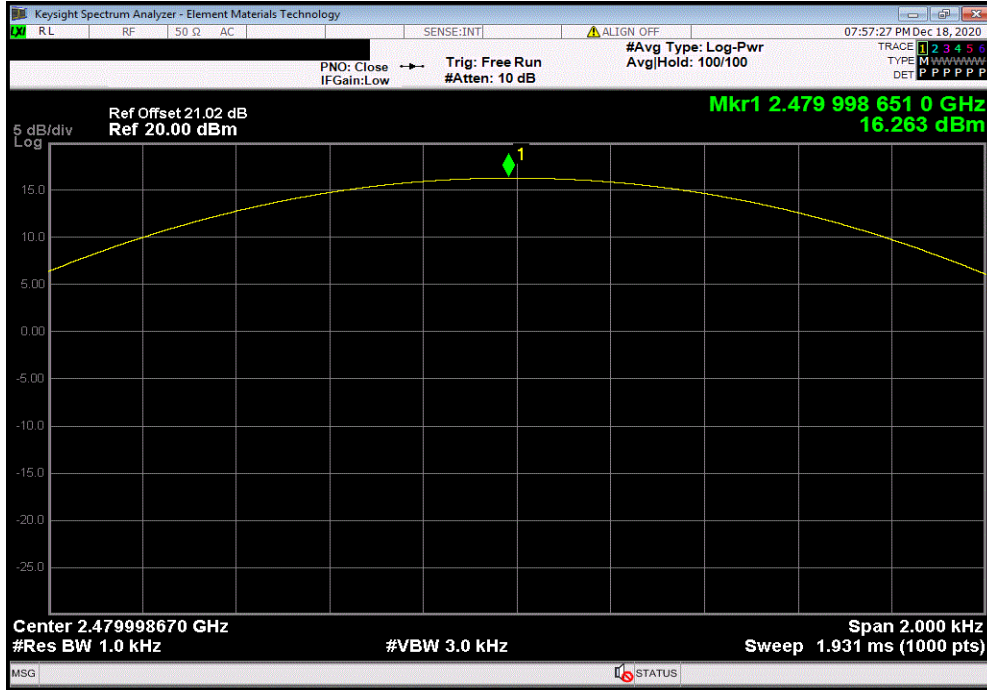 Keysight Spectrum Analyzer - Element Materials Technology
LXI RL RF 50 Ω AC SENSE:INT ALIGN OFF 07:57:27 PM Dec 18, 2020
PNO: Close Trig: Free Run #Avg Type: Log-Pwr TRACE 1 2 3 4 5 6
IFGain:Low #Atten: 10 dB Avg|Hold: 100/100 TYPE M WWWWW
DET P P P P P P
Mkr1 2.479 998 651 0 GHz
16.263 dBm
Ref Offset 21.02 dB
5 dB/div Ref 20.00 dBm
Log
1
15.0
10.0
5.00
0.00
-5.00
-10.0
-15.0
-20.0
-25.0
Center 2.479998670 GHz Span 2.000 kHz
#Res BW 1.0 kHz #VBW 3.0 kHz Sweep 1.931 ms (1000 pts)
MSG STATUS